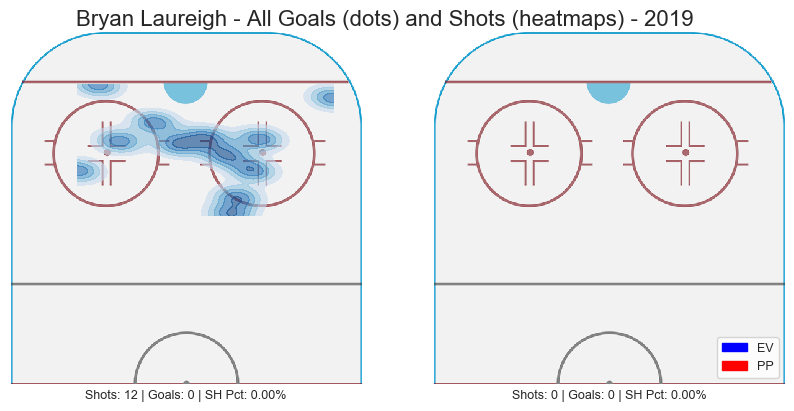 Bryan Laureigh - All Goals (dots) and Shots (heatmaps) - 2019
EV
PP
Shots: 12 | Goals: 0 | SH Pct: 0.00%
Shots: 0 | Goals: 0 | SH Pct: 0.00%